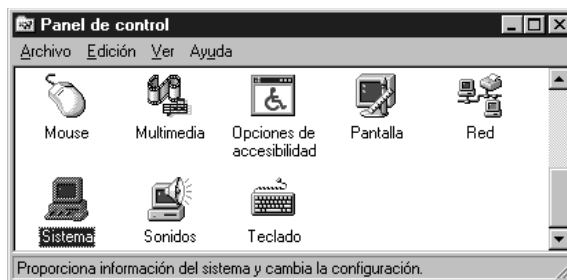 Panel de control
Archivo Edición Ver Ayuda
Mouse Multimedia Opciones de accesibilidad Pantalla Red
Sistema Sonidos Teclado
Proporciona información del sistema y cambia la configuración.